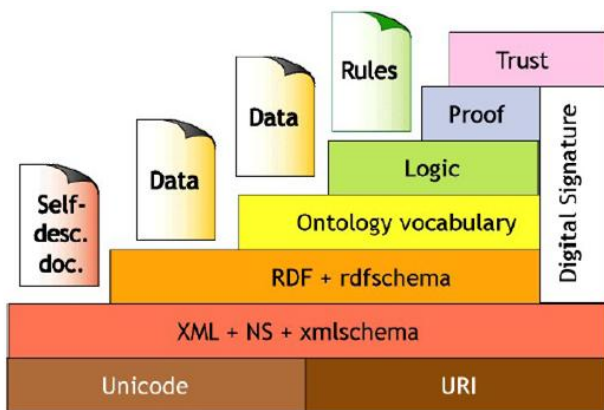 Rules
Trust
Data
Proof
Data
Logic
Self-
desc.
doc.
Ontology vocabulary
Digital Signature
RDF + rdfschema
XML + NS + xmlschema
Unicode
URI